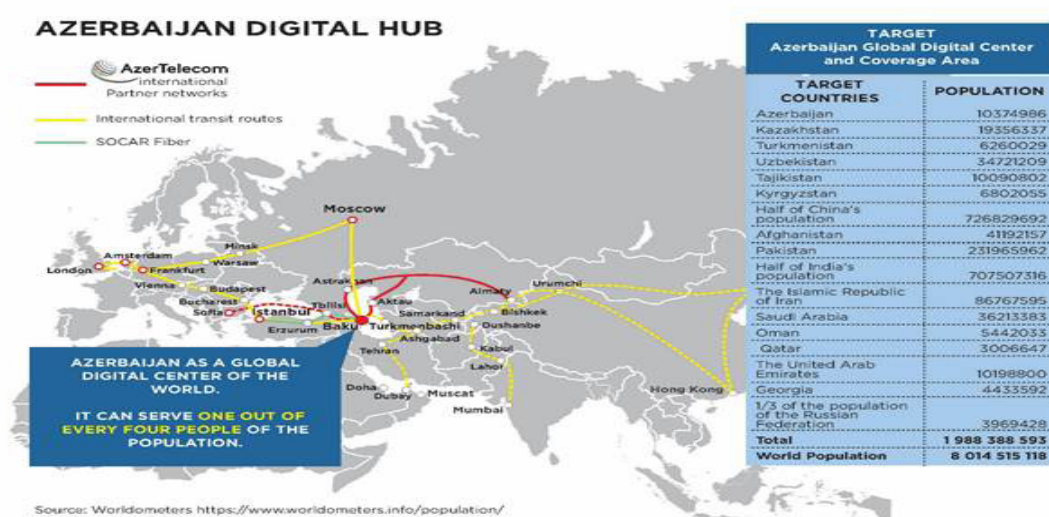 AZERBAIJAN DIGITAL HUB
AzerTelecom
international
Partner networks
International transit routes
SOCAR Fiber
Moscow
Minsk
Warsaw
Amsterdam
London
Frankfurt
Vienna
Budapest
Bucharest
Sofia
Istanbul
Erzurum
Tbilisi
Astrakhan
Baku
Aktau
Turkmenbashi
Samarkand
Ashgabad
Tehran
Almaty
Urumchi
Bishkek
Dushanbe
Kabul
Lahor
Mumbai
Muscat
Doha
Dubay
Hong Kong
AZERBAIJAN AS A GLOBAL
DIGITAL CENTER OF THE
WORLD.
IT CAN SERVE ONE OUT OF
EVERY FOUR PEOPLE OF THE
POPULATION.
TARGET
Azerbaijan Global Digital Center
and Coverage Area
TARGET
COUNTRIES POPULATION
Azerbaijan 10374986
Kazakhstan 19356337
Turkmenistan 6260029
Uzbekistan 34721209
Tajikistan 10090802
Kyrgyzstan 6802055
Half of China's
population 726829692
Afghanistan 41192157
Pakistan 231965962
Half of India's
population 707507316
The Islamic Republic
of Iran 86767595
Saudi Arabia 36213383
Oman 5442033
Qatar 3006647
The United Arab
Emirates 10198800
Georgia 4433592
1/3 of the population
of the Russian
Federation 3969428
Total 1 988 388 593
World Population 8 014 515 118
Source: Worldometers https://www.worldometers.info/population/